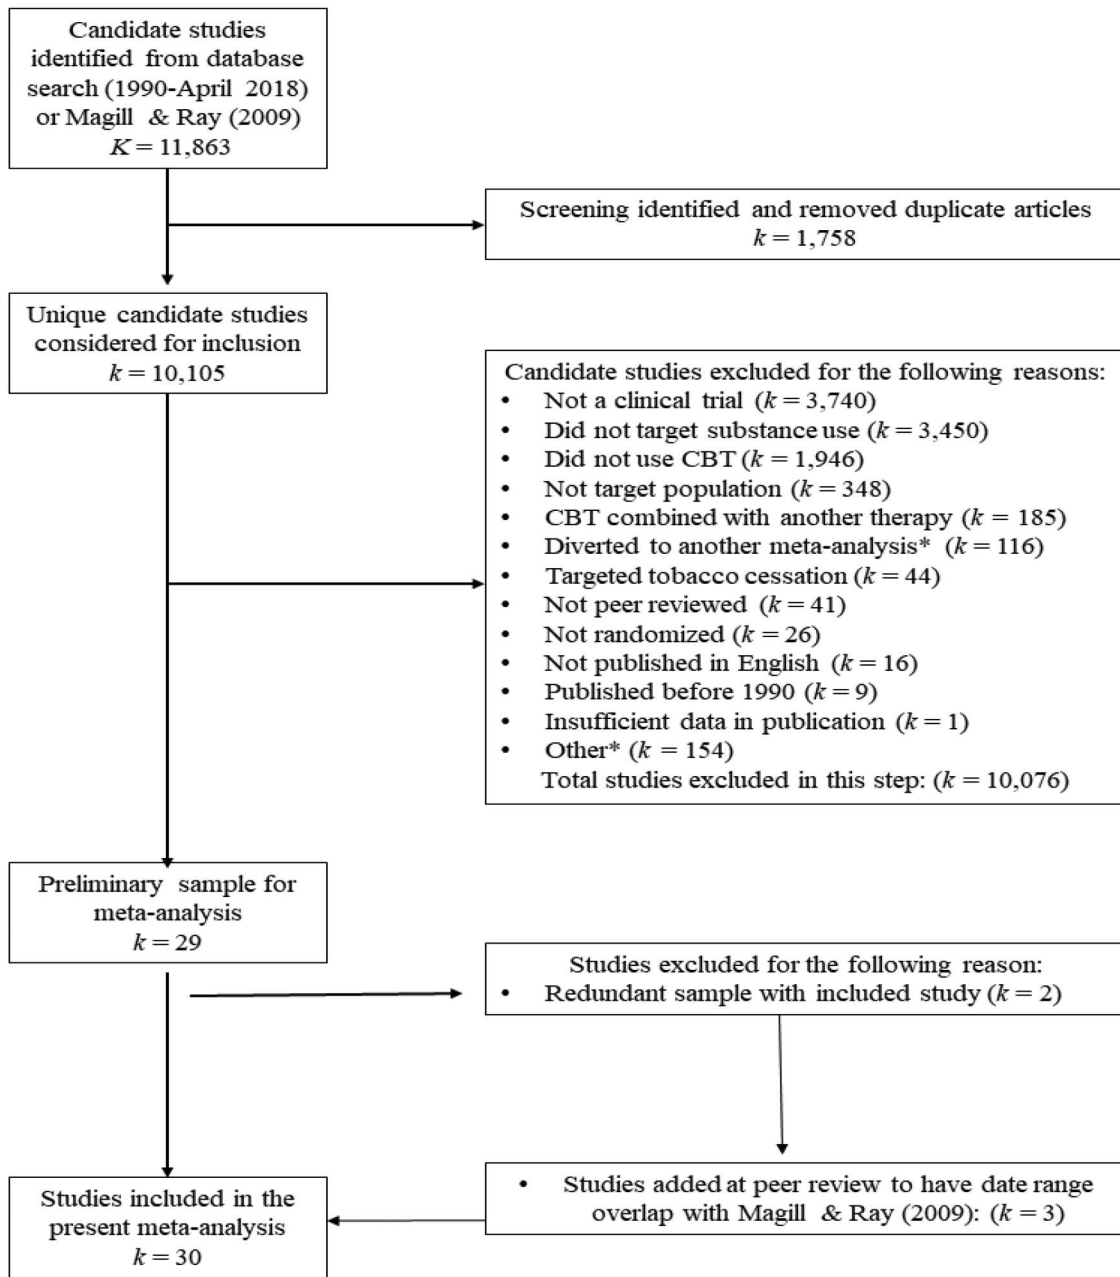 Candidate studies
identified from database
search (1990-April 2018)
or Magill & Ray (2009)
K = 11,863
Screening identified and removed duplicate articles
k = 1,758
Unique candidate studies
considered for inclusion
k = 10,105
Candidate studies excluded for the following reasons:
• Not a clinical trial (k = 3,740)
• Did not target substance use (k = 3,450)
• Did not use CBT (k = 1,946)
• Not target population (k = 348)
• CBT combined with another therapy (k = 185)
• Diverted to another meta-analysis* (k = 116)
• Targeted tobacco cessation (k = 44)
• Not peer reviewed (k = 41)
• Not randomized (k = 26)
• Not published in English (k = 16)
• Published before 1990 (k = 9)
• Insufficient data in publication (k = 1)
• Other* (k = 154)
Total studies excluded in this step: (k = 10,076)
Preliminary sample for
meta-analysis
k = 29
Studies excluded for the following reason:
• Redundant sample with included study (k = 2)
• Studies added at peer review to have date range
overlap with Magill & Ray (2009): (k = 3)
Studies included in the
present meta-analysis
k = 30